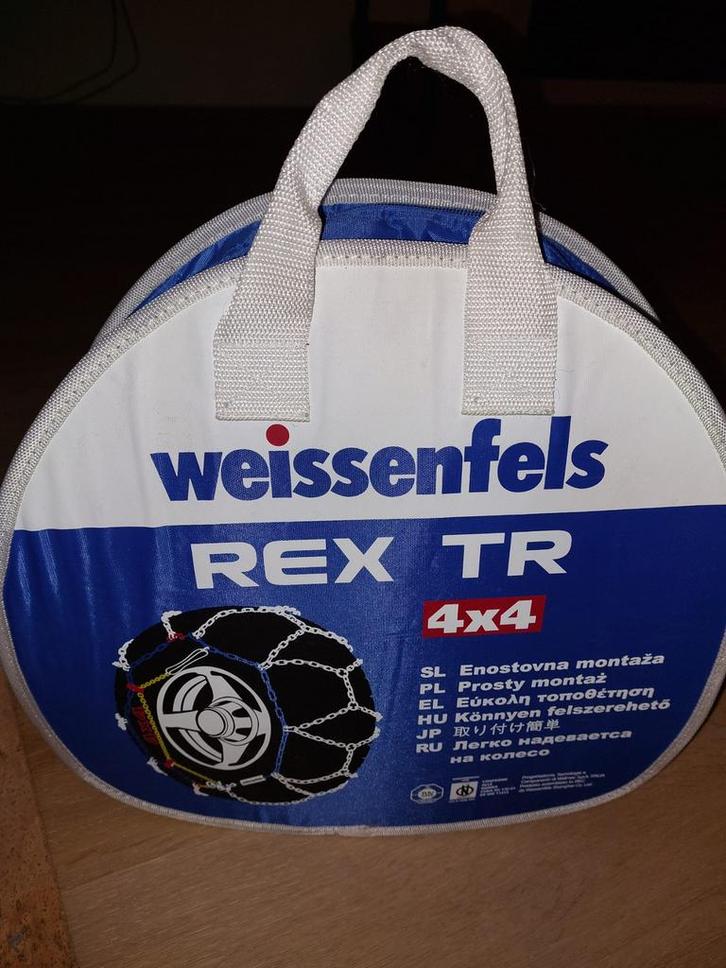 weissenfels
REX TR
4x4
SL Enostovna montaža
PL Prosty montaż
EL Εύκολη τοποθέτηση
HU Könnyen felszerehető
JP 取り付け簡単
RU Легко надевается
на колесо